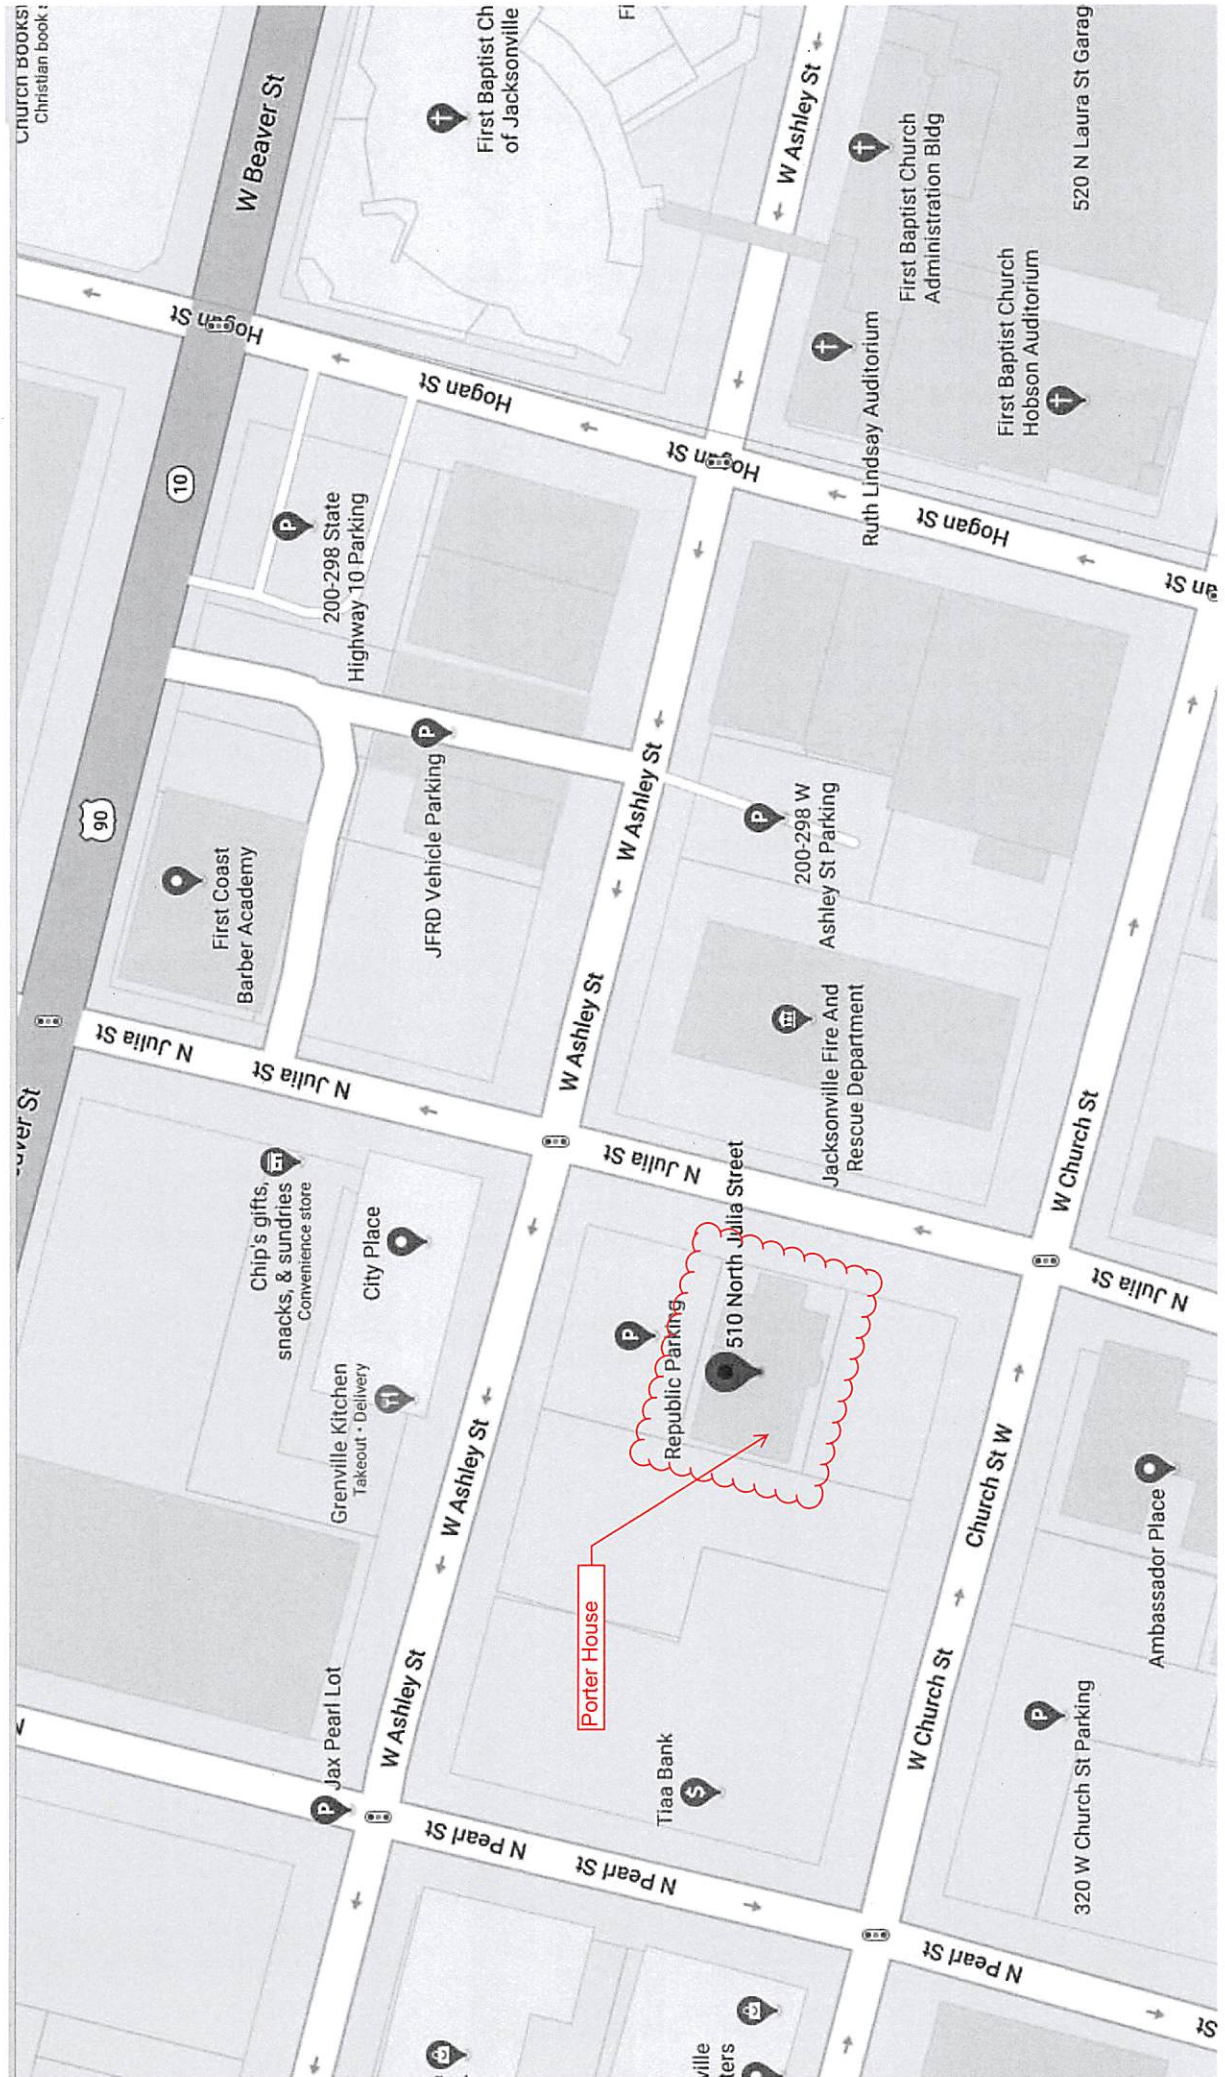 Christian book
W Beaver St
90
10
Hogan St
N Julia St
First Coast
Barber Academy
N Julia St
200-298 State
Highway 10 Parking
Chip's gifts,
snacks, & sundries
Convenience store
Jax Pearl Lot
P
Grenville Kitchen
Takeout • Delivery
City Place
W Ashley St
JFRD Vehicle Parking
P
Hogan St
First Baptist Ch
of Jacksonville
N Pearl St
W Ashley St
W Ashley St
Porter House
N Pearl St
W Ashley St
N Julia St
Tiaa Bank
Republic Parking
P
510 North Julia Street
Hogan St
W Ashley St
200-298 W
Ashley St Parking
P
Jacksonville Fire And
Rescue Department
Ruth Lindsay Auditorium
First Baptist Church
Administration Bldg
W Church St
Church St W
Hogan St
First Baptist Church
Hobson Auditorium
N Pearl St
W Church St
320 W Church St Parking
P
520 N Laura St Garag
N Julia St
Ambassador Place
St